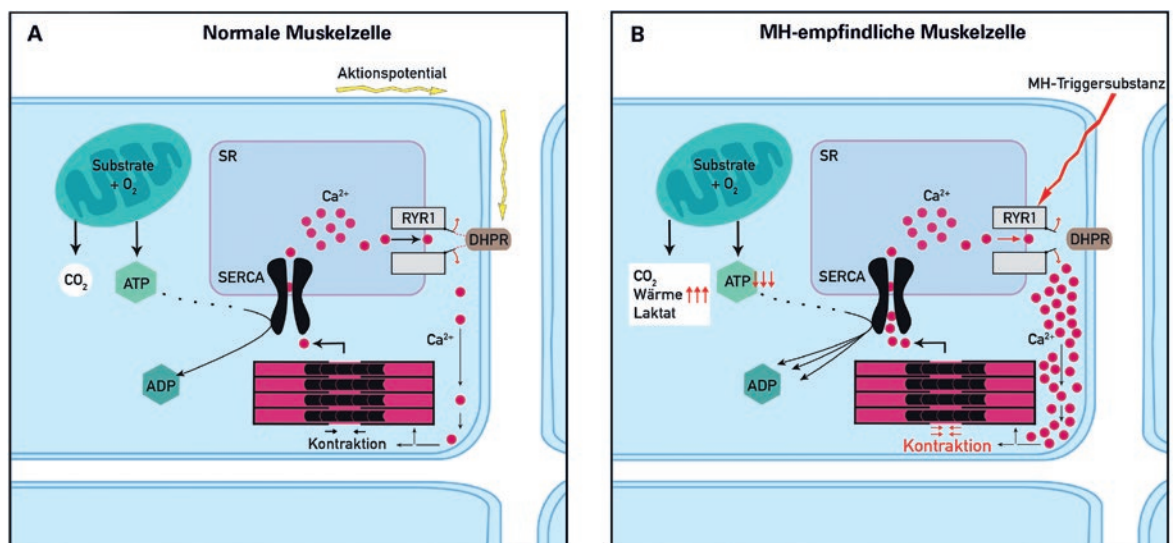 A
Normale Muskelzelle
Aktionspotential
Substrate
+ O₂
SR
Ca²⁺
RYR1
DHPR
SERCA
CO₂
ATP
Ca²⁺
ADP
Kontraktion
B
MH-empfindliche Muskelzelle
MH-Triggersubstanz
Substrate
+ O₂
SR
Ca²⁺
RYR1
DHPR
SERCA
CO₂
Wärme ↑↑↑
Laktat
ATP ↓↓↓
Ca²⁺
ADP
Kontraktion